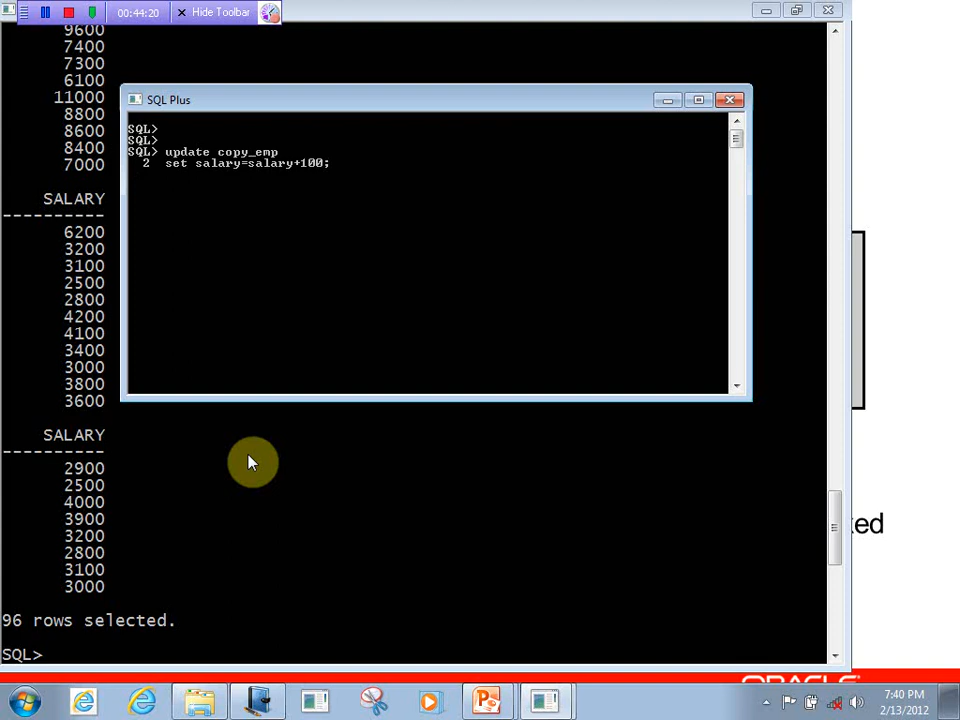 00:44:20
Hide Toolbar
9600
7400
7300
6100
11000
8800
8600
8400
7000
SALARY
----------
6200
3200
3100
2500
2800
4200
4100
3400
3000
3800
3600
SALARY
----------
2900
2500
4000
3900
3200
2800
3100
3000
96 rows selected.
SQL>
SQL Plus
SQL>
SQL>
SQL> update copy_emp
2 set salary=salary+100;
ORACLE
7:40 PM
2/13/2012